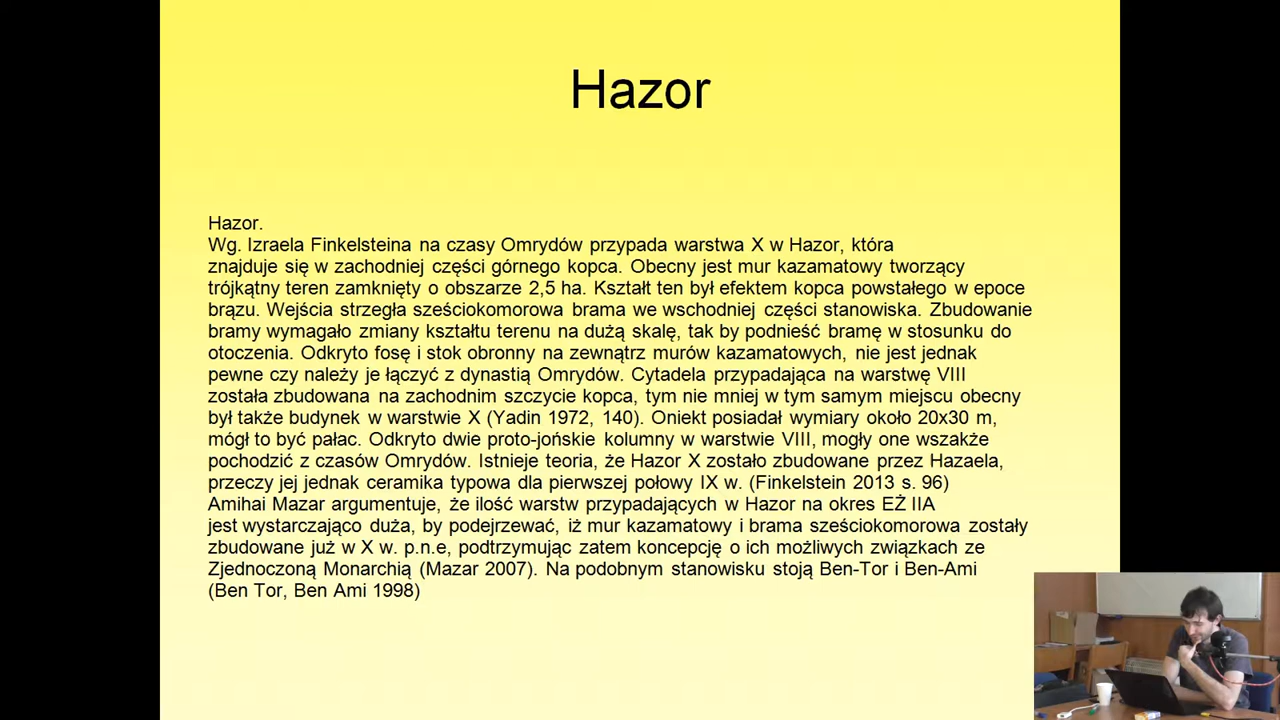 Hazor
Hazor.
Wg. Izraela Finkelsteina na czasy Omrydów przypada warstwa X w Hazor, która
znajduje się w zachodniej części górnego kopca. Obecny jest mur kazamatowy tworzący
trójkątny teren zamknięty o obszarze 2,5 ha. Kształt ten był efektem kopca powstałego w epoce
brązu. Wejścia strzegła sześciokomorowa brama we wschodniej części stanowiska. Zbudowanie
bramy wymagało zmiany kształtu terenu na dużą skalę, tak by podnieść bramę w stosunku do
otoczenia. Odkryto fosę i stok obronny na zewnątrz murów kazamatowych, nie jest jednak
pewne czy należy je łączyć z dynastią Omrydów. Cytadela przypadająca na warstwę VIII
została zbudowana na zachodnim szczycie kopca, tym nie mniej w tym samym miejscu obecny
był także budynek w warstwie X (Yadin 1972, 140). Oniekt posiadał wymiary około 20x30 m,
mógł to być pałac. Odkryto dwie proto-jońskie kolumny w warstwie VIII, mogły one wszakże
pochodzić z czasów Omrydów. Istnieje teoria, że Hazor X zostało zbudowane przez Hazaela,
przeczy jej jednak ceramika typowa dla pierwszej połowy IX w. (Finkelstein 2013 s. 96)
Amihai Mazar argumentuje, że ilość warstw przypadających w Hazor na okres EŻ IIA
jest wystarczająco duża, by podejrzewać, iż mur kazamatowy i brama sześciokomorowa zostały
zbudowane już w X w. p.n.e, podtrzymując zatem koncepcję o ich możliwych związkach ze
Zjednoczoną Monarchią (Mazar 2007). Na podobnym stanowisku stoją Ben-Tor i Ben-Ami
(Ben Tor, Ben Ami 1998)